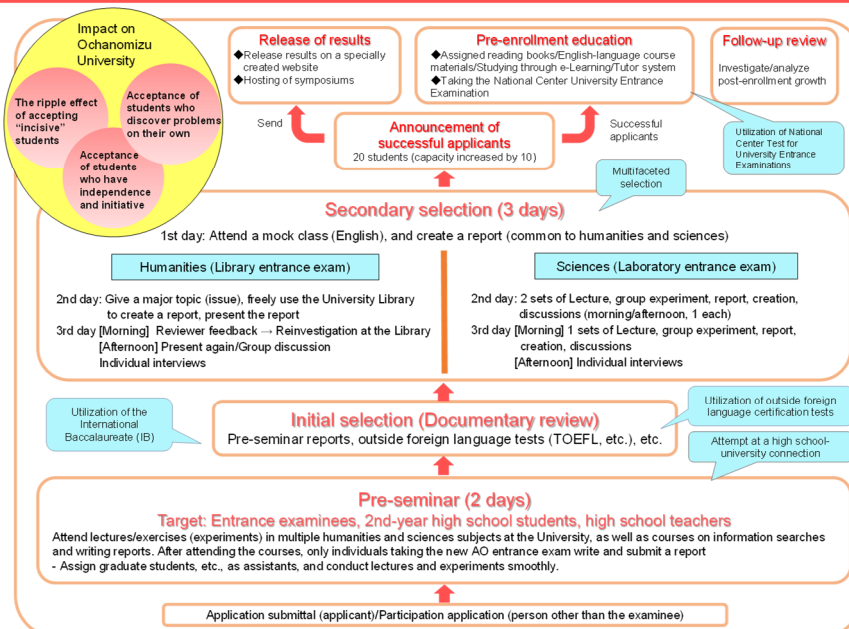 Impact on
Ochanomizu
University
The ripple effect
of accepting
“incisive”
students
Acceptance of
students who
discover problems
on their own
Acceptance
of students
who have
independence
and initiative
Release of results
◆Release results on a specially
created website
◆Hosting of symposiums
Pre-enrollment education
◆Assigned reading books/English-language course
materials/Studying through e-Learning/Tutor system
◆Taking the National Center University Entrance
Examination
Follow-up review
Investigate/analyze
post-enrollment growth
Send
Announcement of
successful applicants
20 students (capacity increased by 10)
Successful
applicants
Utilization of National
Center Test for
University Entrance
Examinations
Multifaceted
selection
Secondary selection (3 days)
1st day: Attend a mock class (English), and create a report (common to humanities and sciences)
Humanities (Library entrance exam)
2nd day: Give a major topic (issue), freely use the University Library
to create a report, present the report
3rd day [Morning] Reviewer feedback → Reinvestigation at the Library
[Afternoon] Present again/Group discussion
Individual interviews
Sciences (Laboratory entrance exam)
2nd day: 2 sets of Lecture, group experiment, report, creation,
discussions (morning/afternoon, 1 each)
3rd day [Morning] 1 sets of Lecture, group experiment, report,
creation, discussions
[Afternoon] Individual interviews
Utilization of the
International
Baccalaureate (IB)
Initial selection (Documentary review)
Pre-seminar reports, outside foreign language tests (TOEFL, etc.), etc.
Utilization of outside foreign
language certification tests
Attempt at a high school-
university connection
Pre-seminar (2 days)
Target: Entrance examinees, 2nd-year high school students, high school teachers
Attend lectures/exercises (experiments) in multiple humanities and sciences subjects at the University, as well as courses on information searches
and writing reports. After attending the courses, only individuals taking the new AO entrance exam write and submit a report
- Assign graduate students, etc., as assistants, and conduct lectures and experiments smoothly.
Application submittal (applicant)/Participation application (person other than the examinee)